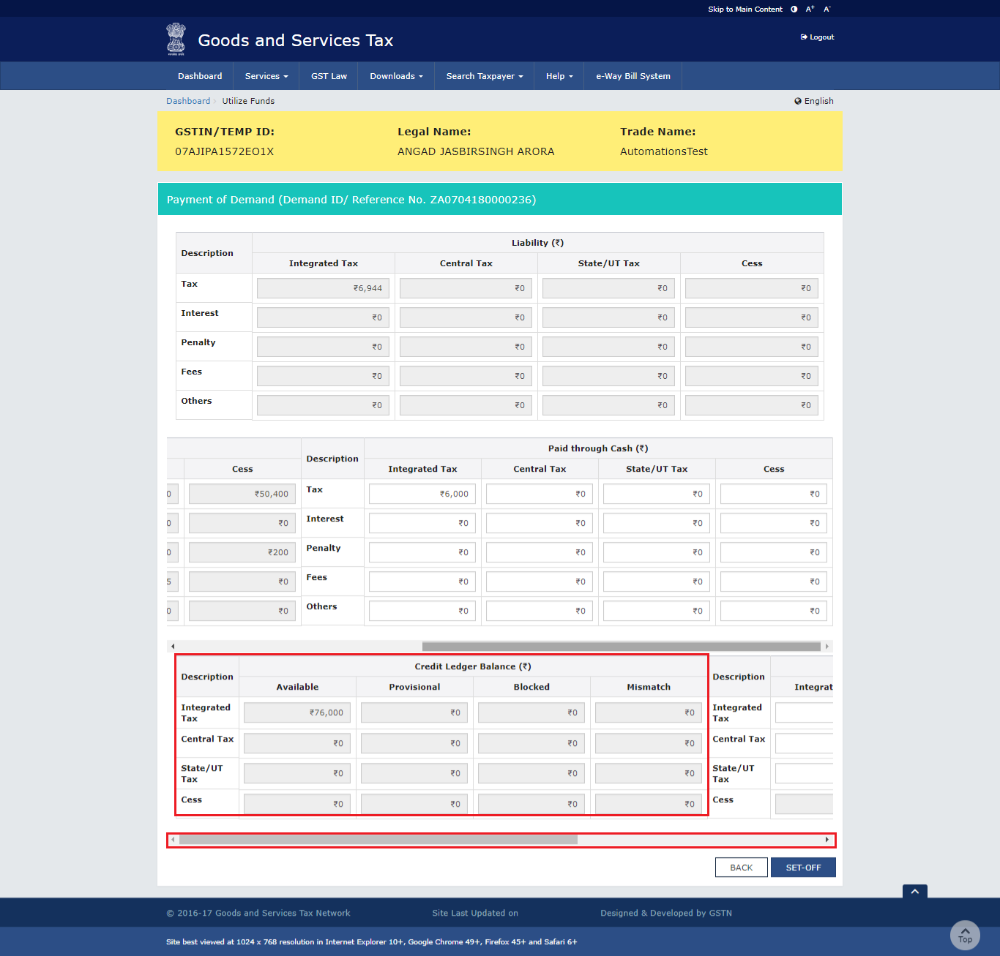 Skip to Main Content A+ A-
Goods and Services Tax
Logout
Dashboard Services GST Law Downloads Search Taxpayer Help e-Way Bill System
Dashboard Utilize Funds English
GSTIN/TEMP ID: Legal Name: Trade Name:
07AJIPA1572EO1X ANGAD JASBIRSINGH ARORA AutomationsTest
Payment of Demand (Demand ID/ Reference No. ZA0704180000236)
Description Liability (₹)
Integrated Tax Central Tax State/UT Tax Cess
Tax ₹6,944 ₹0 ₹0 ₹0
Interest ₹0 ₹0 ₹0 ₹0
Penalty ₹0 ₹0 ₹0 ₹0
Fees ₹0 ₹0 ₹0 ₹0
Others ₹0 ₹0 ₹0 ₹0
Description Paid through Cash (₹)
Cess Integrated Tax Central Tax State/UT Tax Cess
0 ₹50,400 Tax ₹6,000 ₹0 ₹0 ₹0
0 ₹0 Interest ₹0 ₹0 ₹0 ₹0
0 ₹200 Penalty ₹0 ₹0 ₹0 ₹0
5 ₹0 Fees ₹0 ₹0 ₹0 ₹0
0 ₹0 Others ₹0 ₹0 ₹0 ₹0
Description Credit Ledger Balance (₹) Description
Available Provisional Blocked Mismatch Integrat
Integrated Tax ₹76,000 ₹0 ₹0 ₹0 Integrated Tax
Central Tax ₹0 ₹0 ₹0 ₹0 Central Tax
State/UT Tax ₹0 ₹0 ₹0 ₹0 State/UT Tax
Cess ₹0 ₹0 ₹0 ₹0 Cess
BACK SET-OFF
© 2016-17 Goods and Services Tax Network Site Last Updated on Designed & Developed by GSTN
Site best viewed at 1024 x 768 resolution in Internet Explorer 10+, Google Chrome 49+, Firefox 45+ and Safari 6+
Top